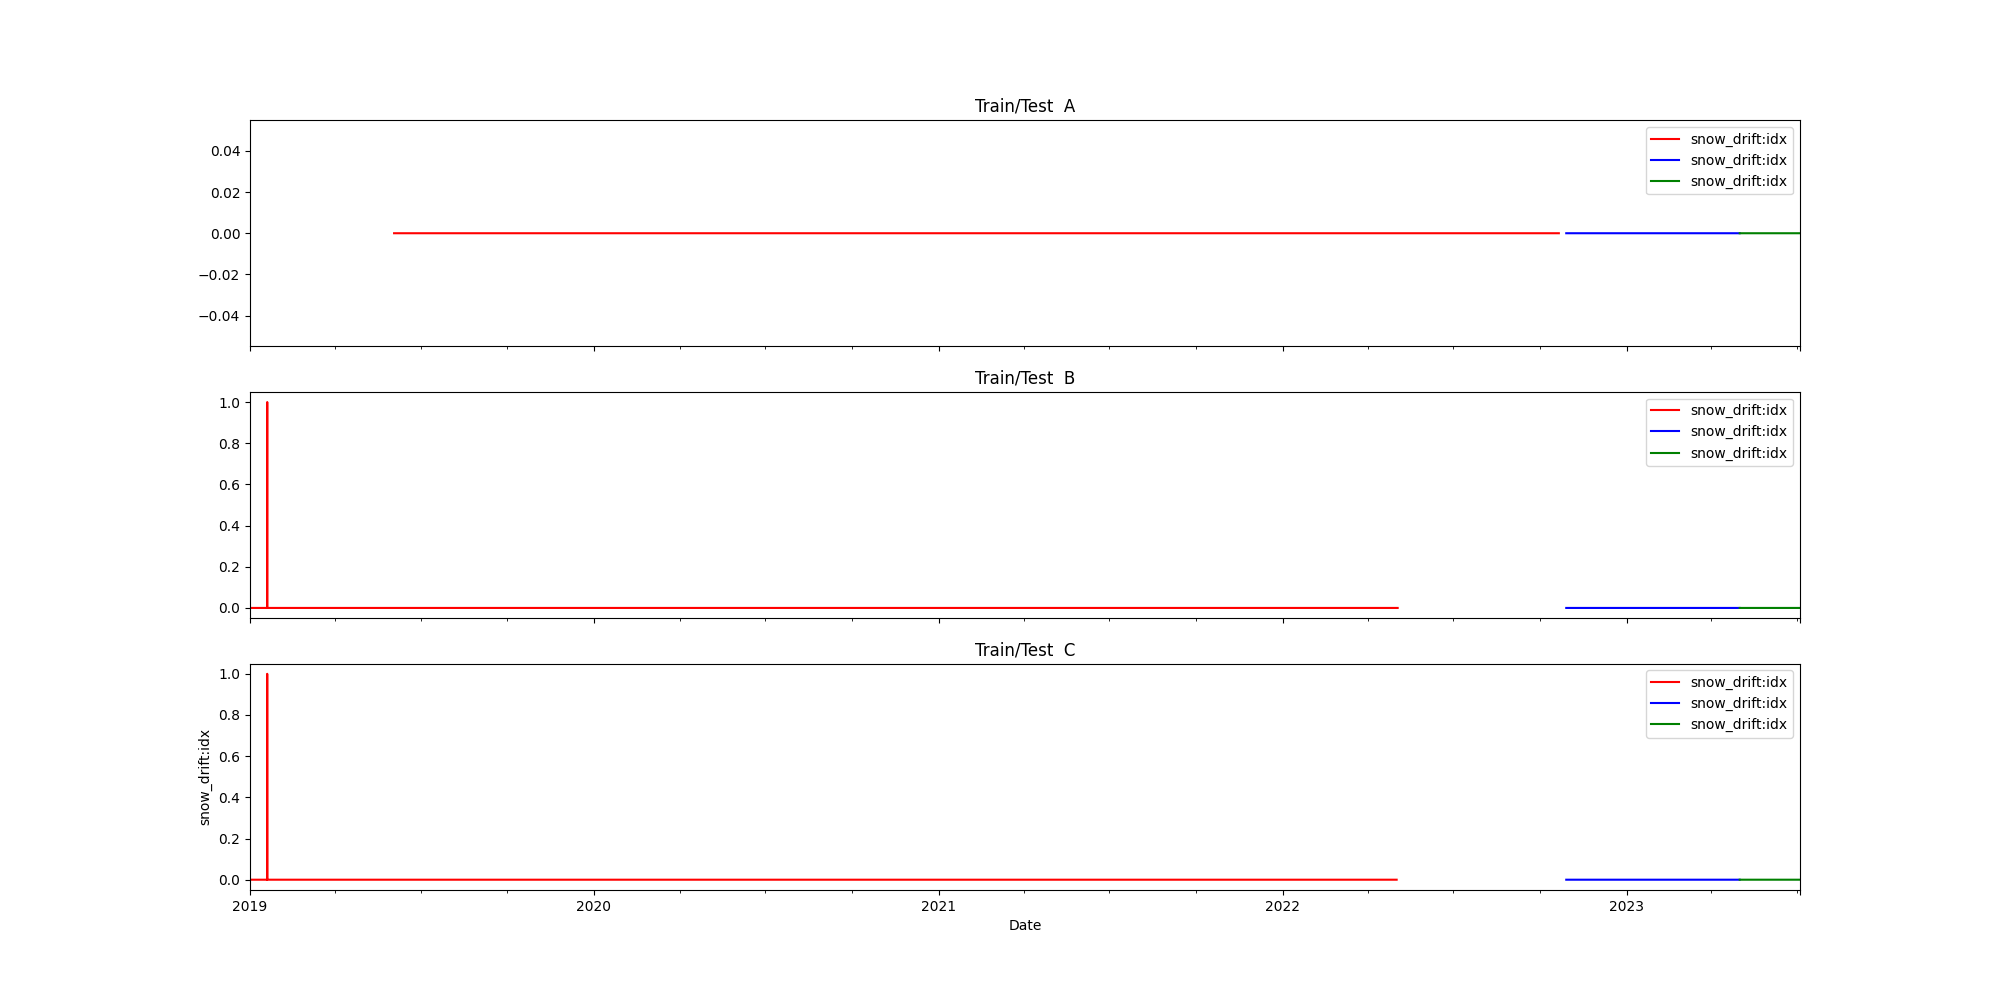 Train/Test  A
0.04
0.02
0.00
−0.02
−0.04
snow_drift:idx
snow_drift:idx
snow_drift:idx
Train/Test  B
1.0
0.8
0.6
0.4
0.2
0.0
snow_drift:idx
snow_drift:idx
snow_drift:idx
Train/Test  C
snow_drift:idx
1.0
0.8
0.6
0.4
0.2
0.0
snow_drift:idx
snow_drift:idx
snow_drift:idx
2019 2020 2021 2022 2023
Date